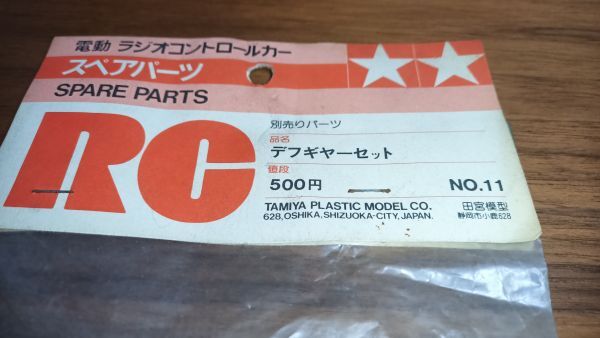 電動 ラジオコントロールカー
スペアパーツ
SPARE PARTS
RC
別売りパーツ
品名
デフギヤーセット
値段
500円 NO.11
TAMIYA PLASTIC MODEL CO. 田宮模型
628, OSHIKA, SHIZUOKA-CITY, JAPAN. 静岡市小鹿628